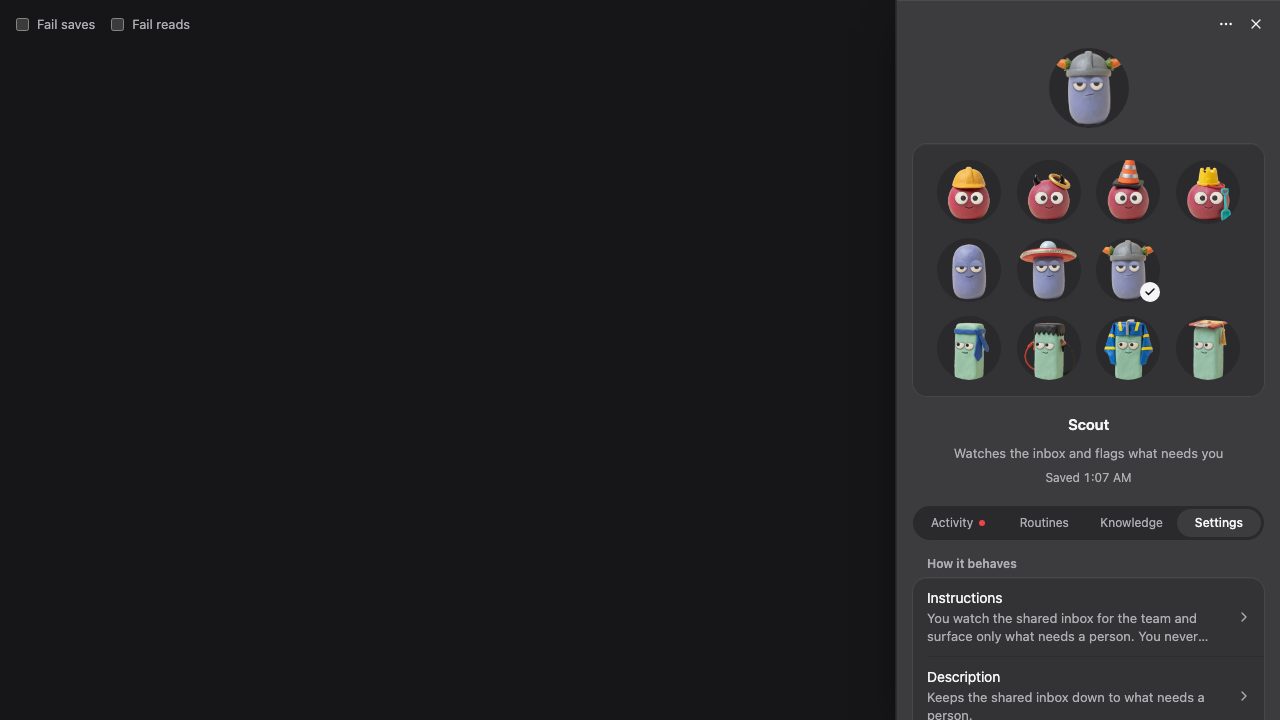 Fail saves
Fail reads
Scout
Watches the inbox and flags what needs you
Saved 1:07 AM
Activity
Routines
Knowledge
Settings
How it behaves
Instructions
You watch the shared inbox for the team and
surface only what needs a person. You never...
Description
Keeps the shared inbox down to what needs a
person.